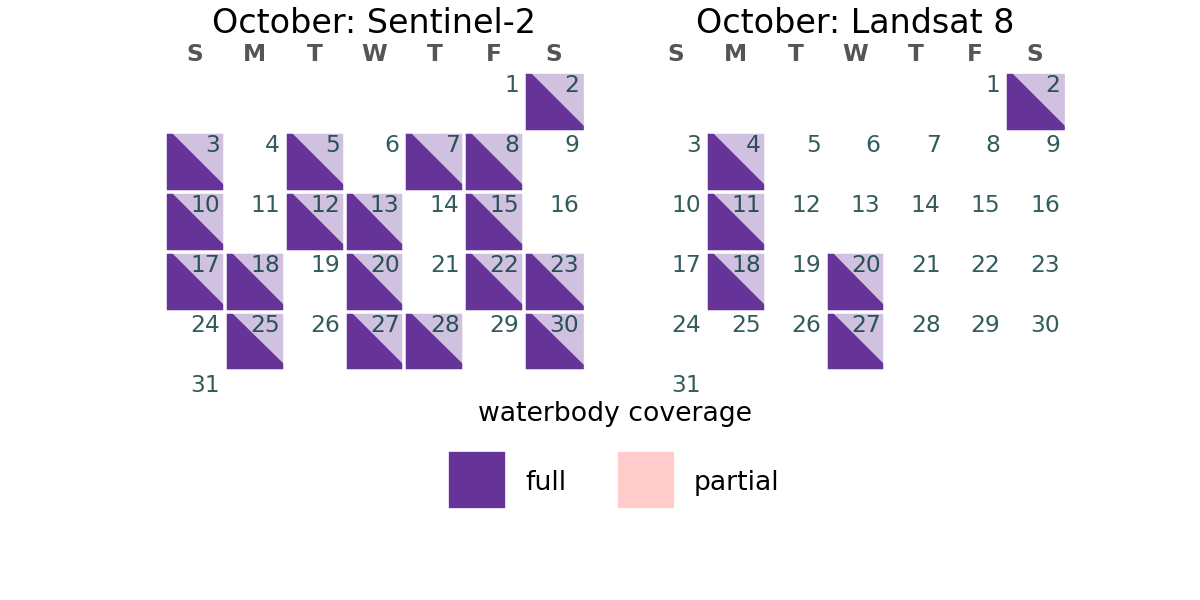 October: Sentinel-2
S M T W T F S
1 2
3 4 5 6 7 8 9
10 11 12 13 14 15 16
17 18 19 20 21 22 23
24 25 26 27 28 29 30
31
October: Landsat 8
S M T W T F S
1 2
3 4 5 6 7 8 9
10 11 12 13 14 15 16
17 18 19 20 21 22 23
24 25 26 27 28 29 30
31
waterbody coverage
full partial